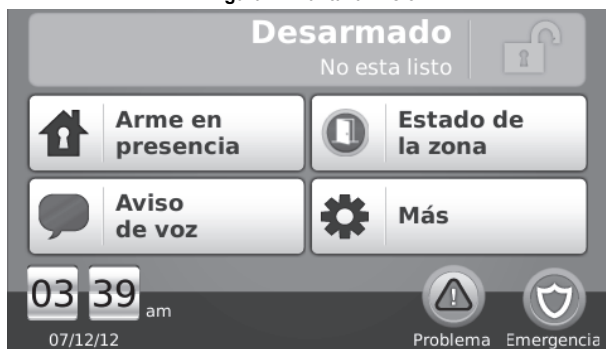 Desarmado
No esta listo
Arme en
presencia
Estado de
la zona
Aviso
de voz
Más
03 39 am
07/12/12
Problema
Emergencia